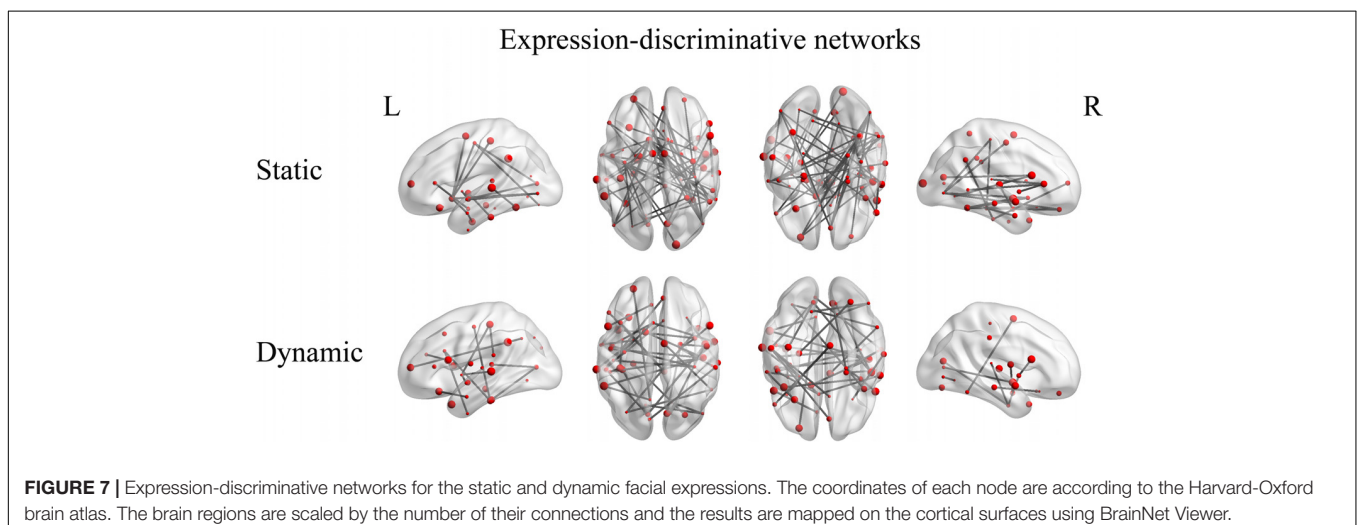 Expression-discriminative networks
L
R
Static
Dynamic
FIGURE 7 | Expression-discriminative networks for the static and dynamic facial expressions. The coordinates of each node are according to the Harvard-Oxford
brain atlas. The brain regions are scaled by the number of their connections and the results are mapped on the cortical surfaces using BrainNet Viewer.